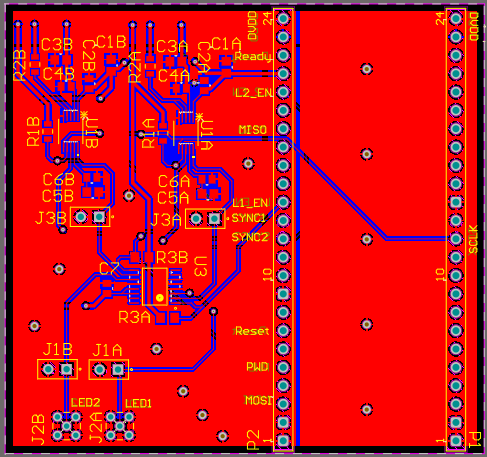 24
DVDD
24
DVDD
C3B
C1B
C2B
R2B
C4B
R2A
C3A
C1A
C2A
C4A
Ready
L2_EN
R1B
U1B
U1A
MISO
C6B
C5B
C6A
C5A
L1_EN
J3B
J3A
SYNC1
SYNC2
SCLK
R3B
U3
C7
10
10
R3A
Reset
J1B
J1A
PWD
LED2
LED1
MOSI
J2B
J2A
P2
1
1
P1